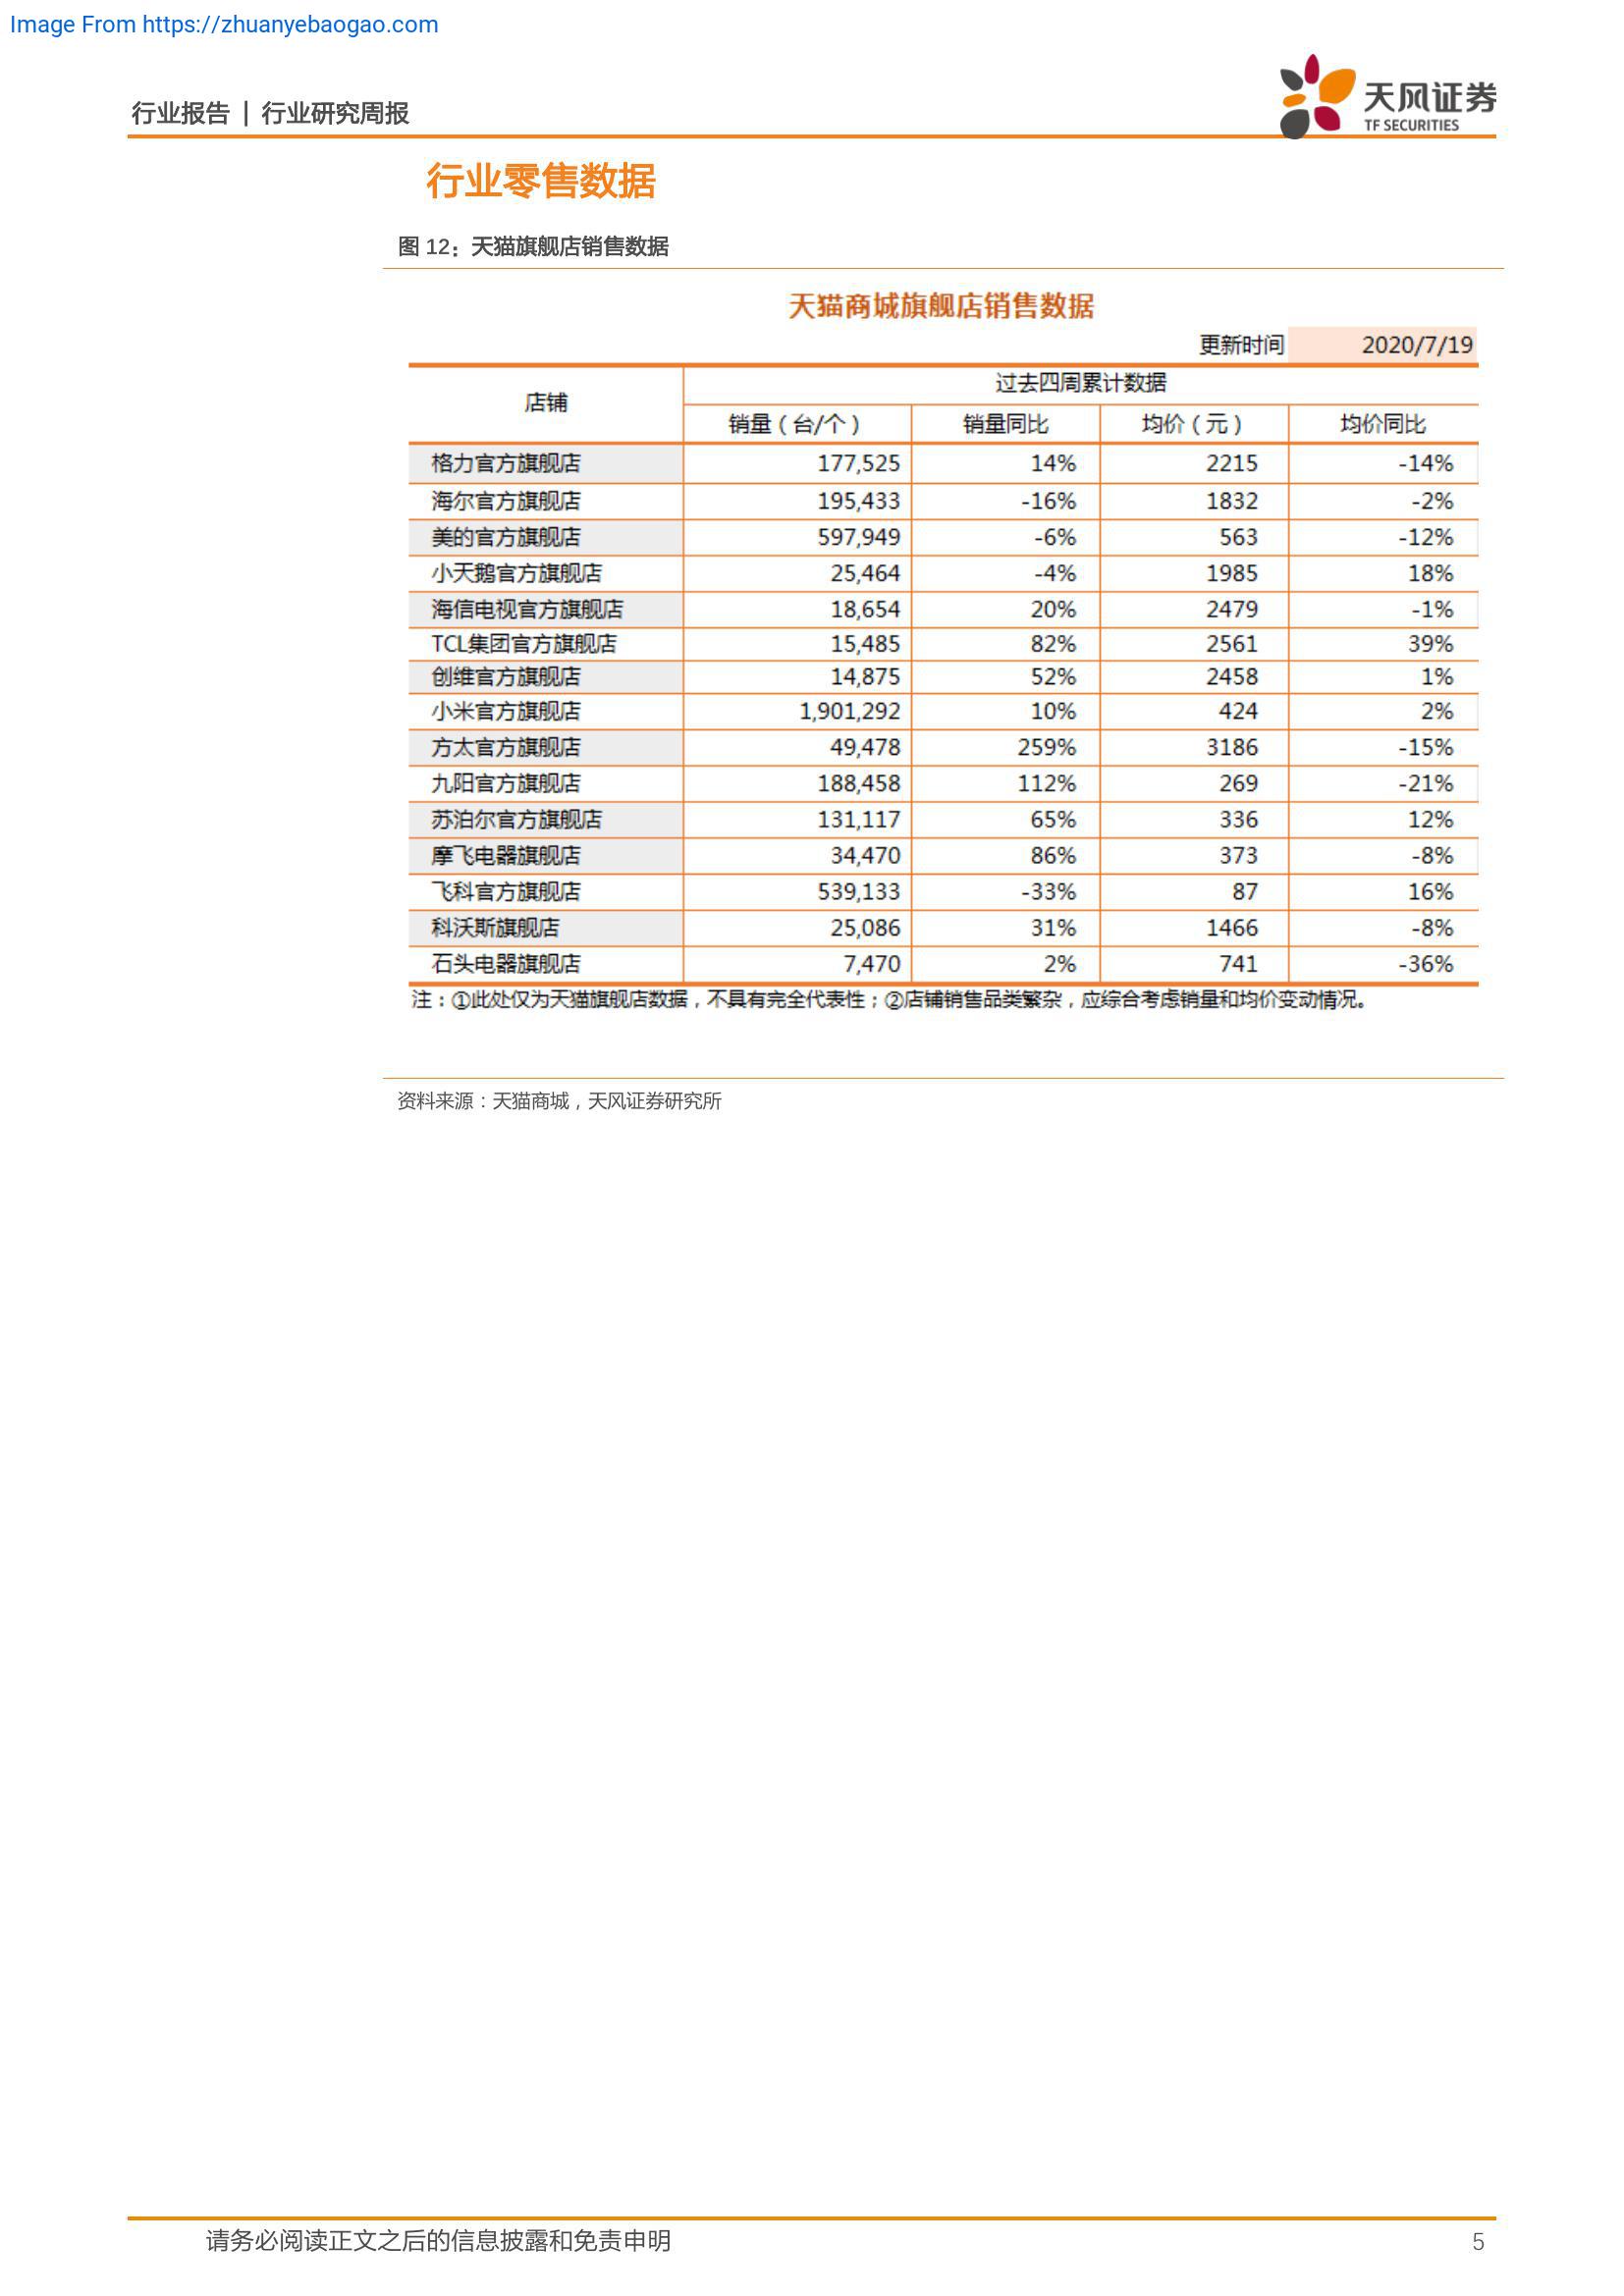 Image From https://zhuanyebaogao.com
行业报告 | 行业研究周报
天风证券
TF SECURITIES
行业零售数据
图 12：天猫旗舰店销售数据
天猫商城旗舰店销售数据
更新时间 2020/7/19
店铺 过去四周累计数据
销量（台/个） 销量同比 均价（元） 均价同比
格力官方旗舰店 177,525 14% 2215 -14%
海尔官方旗舰店 195,433 -16% 1832 -2%
美的官方旗舰店 597,949 -6% 563 -12%
小天鹅官方旗舰店 25,464 -4% 1985 18%
海信电视官方旗舰店 18,654 20% 2479 -1%
TCL集团官方旗舰店 15,485 82% 2561 39%
创维官方旗舰店 14,875 52% 2458 1%
小米官方旗舰店 1,901,292 10% 424 2%
方太官方旗舰店 49,478 259% 3186 -15%
九阳官方旗舰店 188,458 112% 269 -21%
苏泊尔官方旗舰店 131,117 65% 336 12%
摩飞电器旗舰店 34,470 86% 373 -8%
飞科官方旗舰店 539,133 -33% 87 16%
科沃斯旗舰店 25,086 31% 1466 -8%
石头电器旗舰店 7,470 2% 741 -36%
注：①此处仅为天猫旗舰店数据，不具有完全代表性；②店铺销售品类繁杂，应综合考虑销量和均价变动情况。
资料来源：天猫商城，天风证券研究所
请务必阅读正文之后的信息披露和免责申明 5